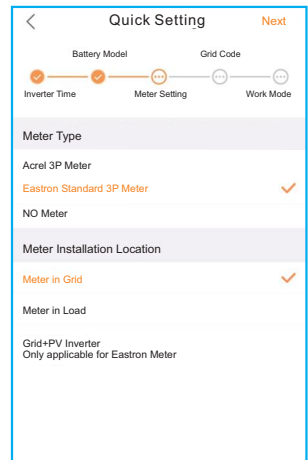 Quick Setting
Next
Battery Model
Grid Code
Inverter Time
Meter Setting
Work Mode
Meter Type
Acrel 3P Meter
Eastron Standard 3P Meter
NO Meter
Meter Installation Location
Meter in Grid
Meter in Load
Grid+PV Inverter
Only applicable for Eastron Meter